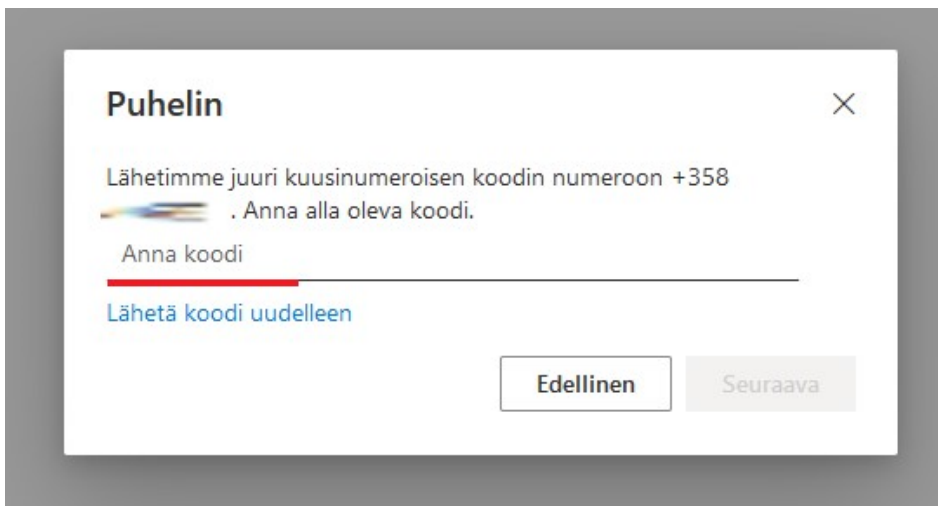 Puhelin
Lähetimme juuri kuusinumeroisen koodin numeroon +358
. Anna alla oleva koodi.
Anna koodi
Lähetä koodi uudelleen
Edellinen
Seuraava